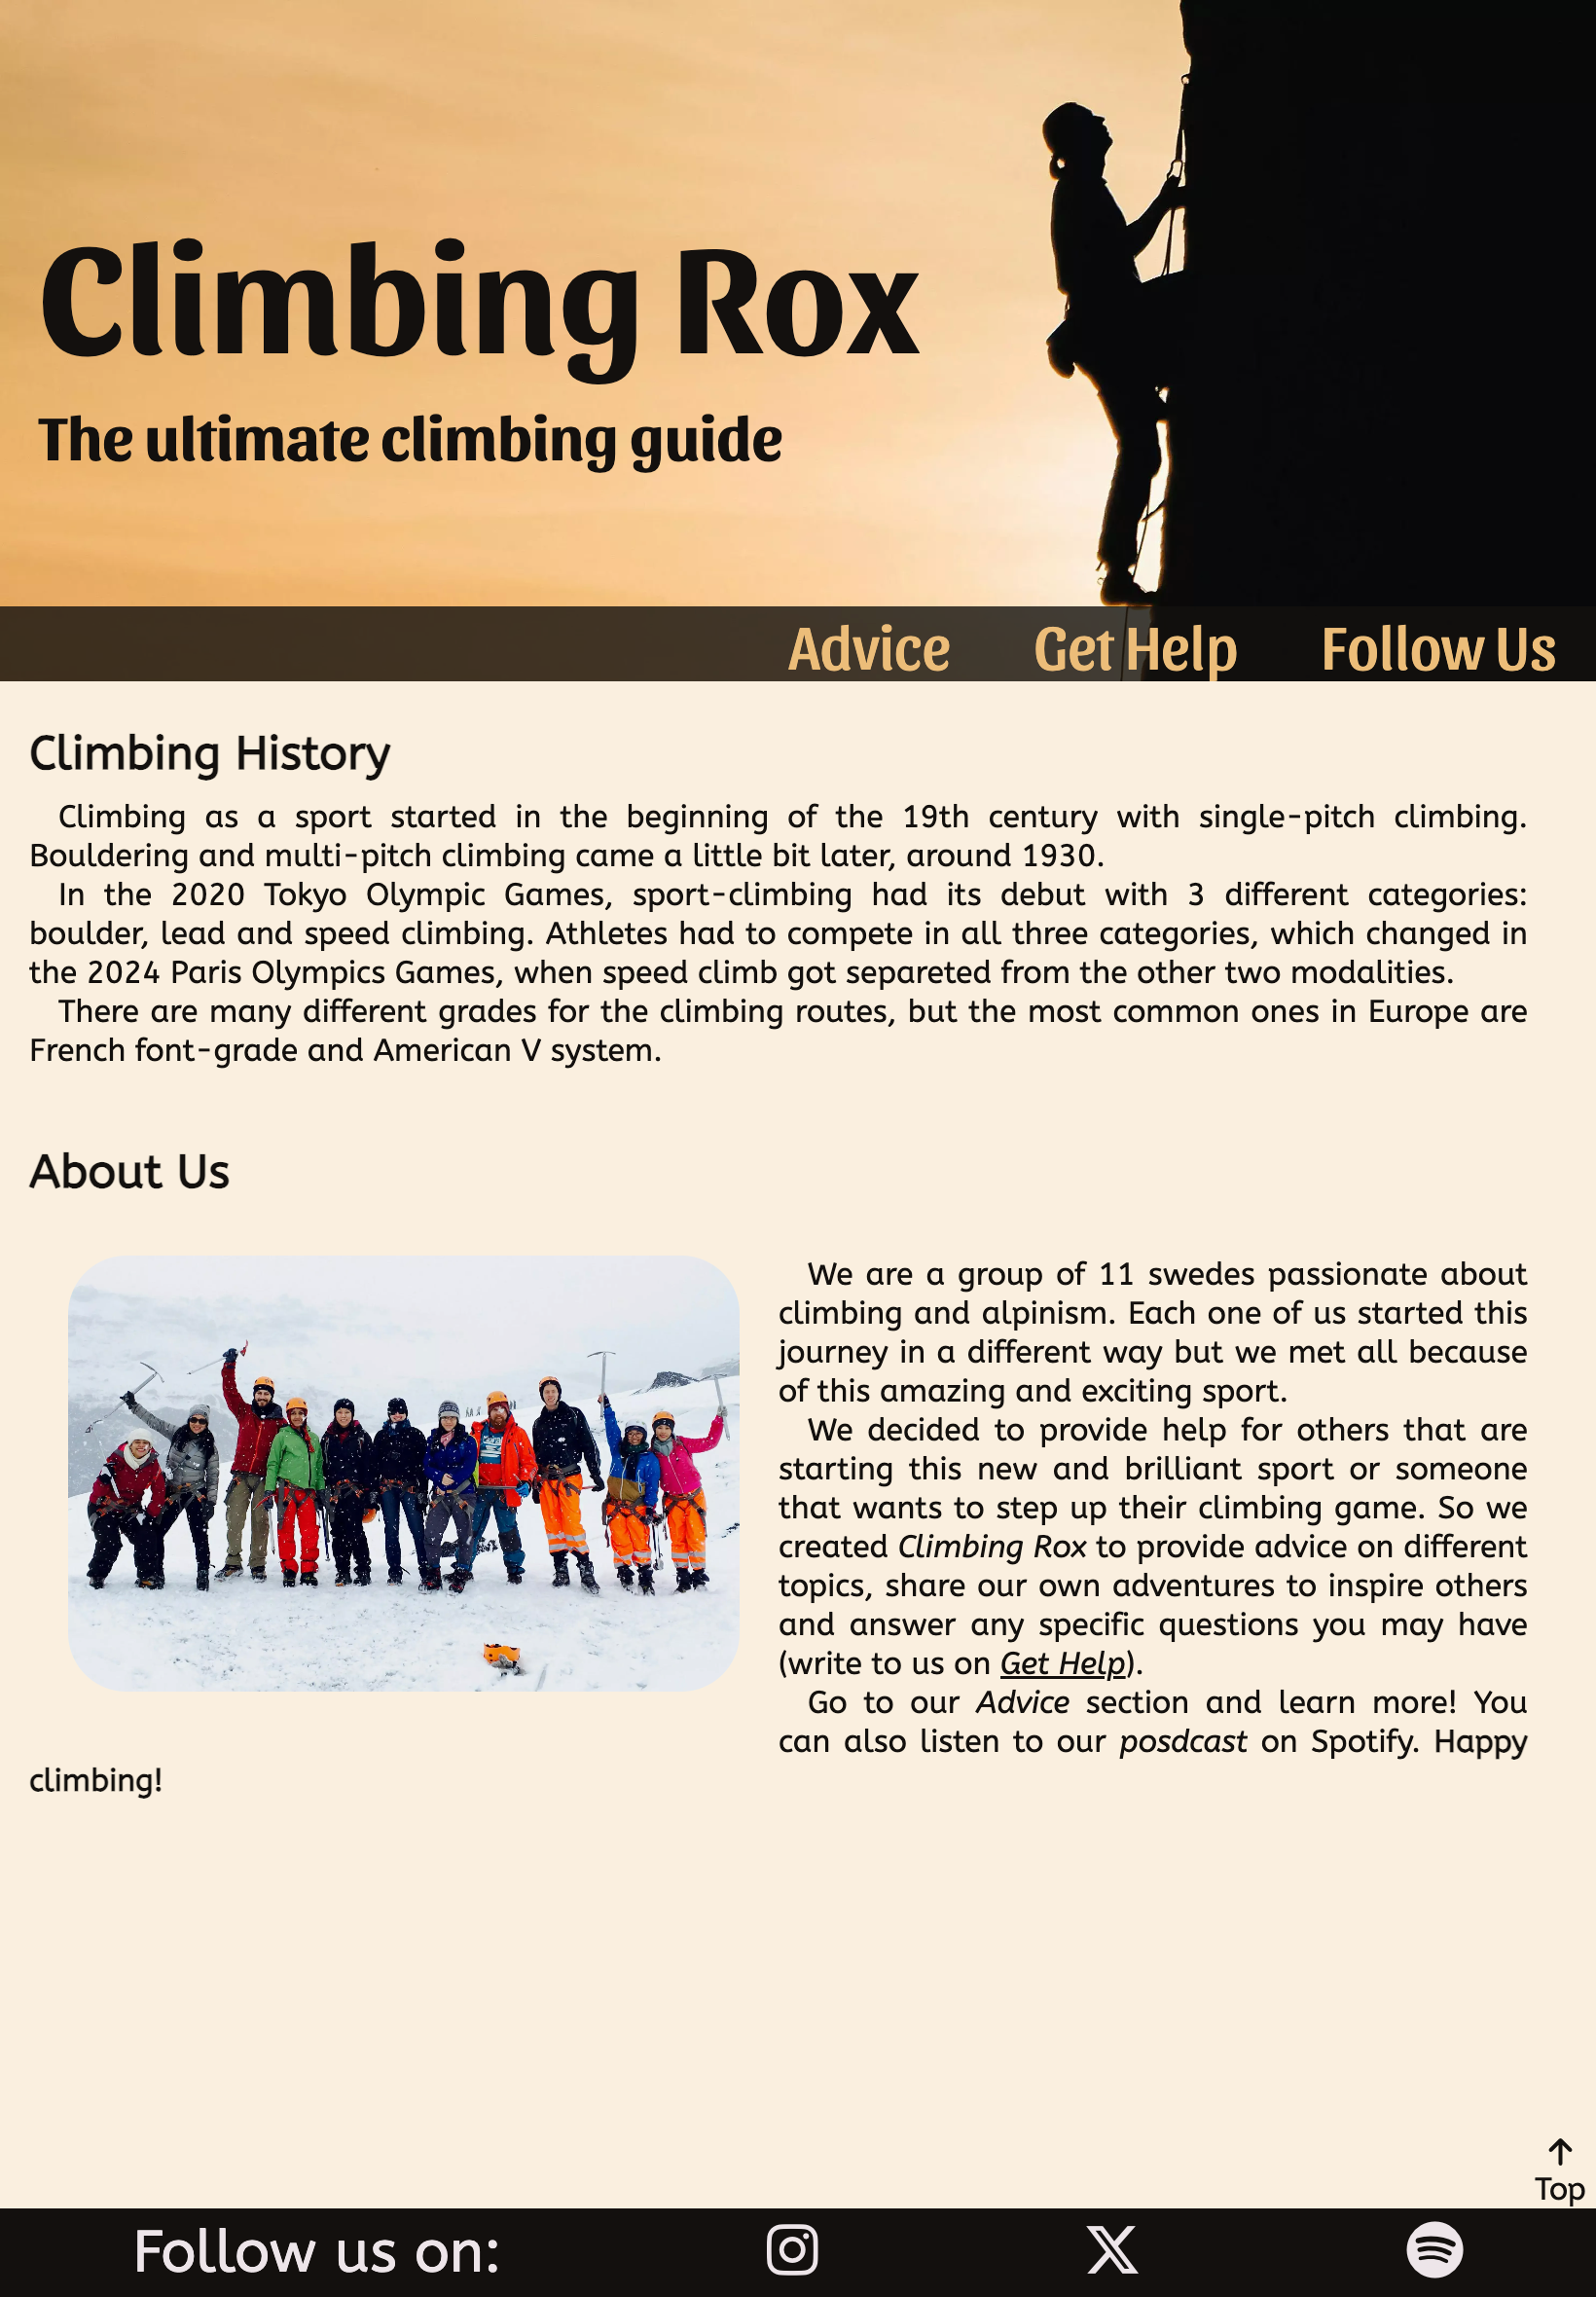 Climbing Rox
The ultimate climbing guide
Advice Get Help Follow Us
Climbing History
Climbing as a sport started in the beginning of the 19th century with single-pitch climbing.
Bouldering and multi-pitch climbing came a little bit later, around 1930.
In the 2020 Tokyo Olympic Games, sport-climbing had its debut with 3 different categories:
boulder, lead and speed climbing. Athletes had to compete in all three categories, which changed in
the 2024 Paris Olympics Games, when speed climb got separeted from the other two modalities.
There are many different grades for the climbing routes, but the most common ones in Europe are
French font-grade and American V system.
About Us
We are a group of 11 swedes passionate about
climbing and alpinism. Each one of us started this
journey in a different way but we met all because
of this amazing and exciting sport.
We decided to provide help for others that are
starting this new and brilliant sport or someone
that wants to step up their climbing game. So we
created Climbing Rox to provide advice on different
topics, share our own adventures to inspire others
and answer any specific questions you may have
(write to us on Get Help).
Go to our Advice section and learn more! You
can also listen to our posdcast on Spotify. Happy
climbing!
Top
Follow us on: